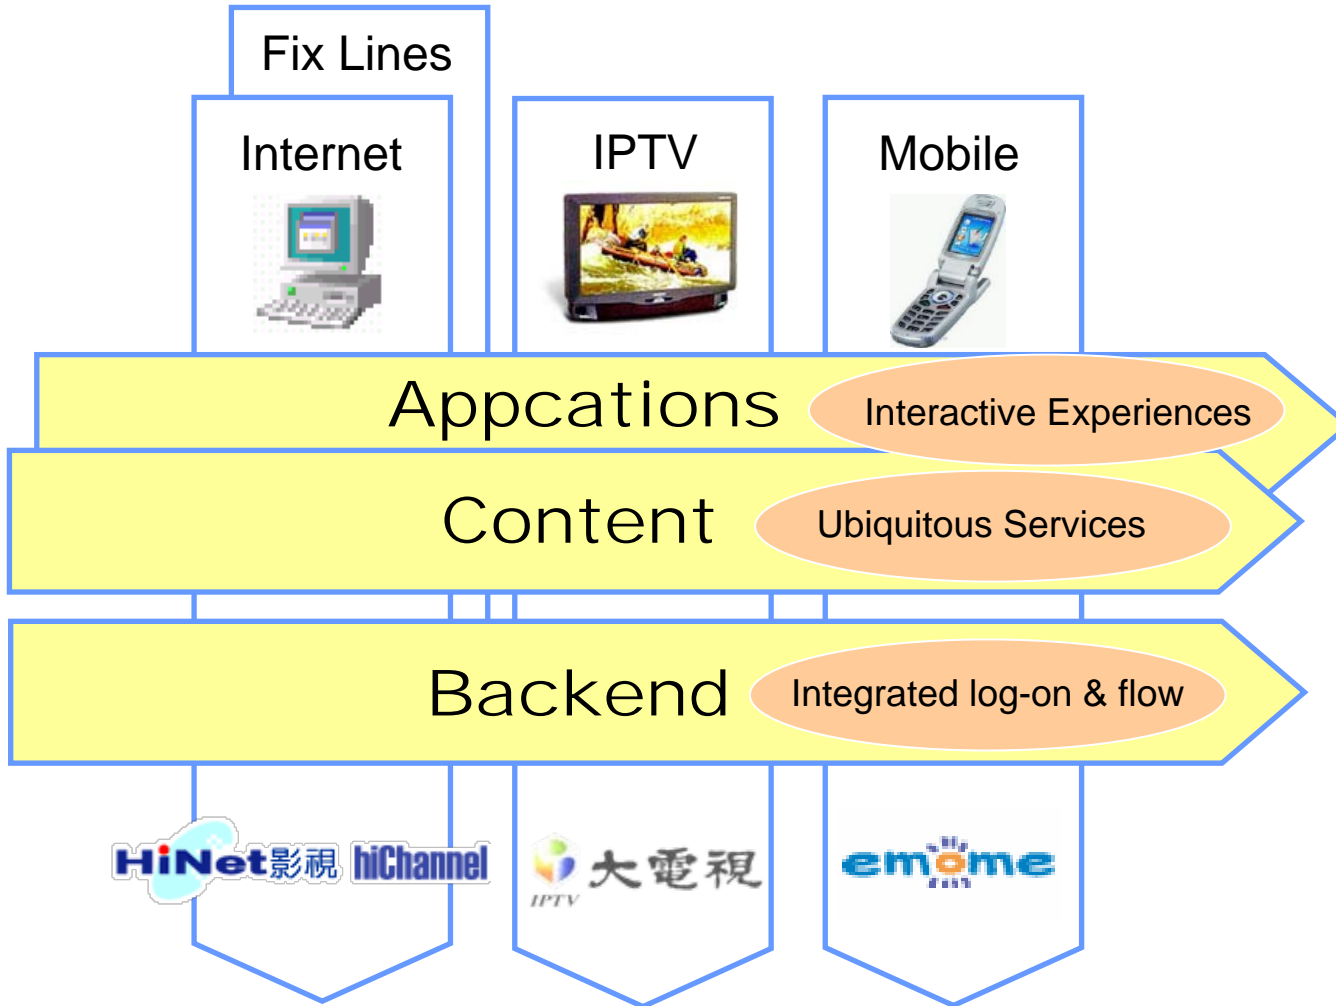 Fix Lines
Internet
IPTV
Mobile
Appcations
Interactive Experiences
Content
Ubiquitous Services
Backend
Integrated log-on & flow
HiNet影視 hiChannel
IPTV 大電視
emome